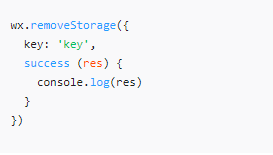 wx.removeStorage({
  key: 'key',
  success (res) {
    console.log(res)
  }
})